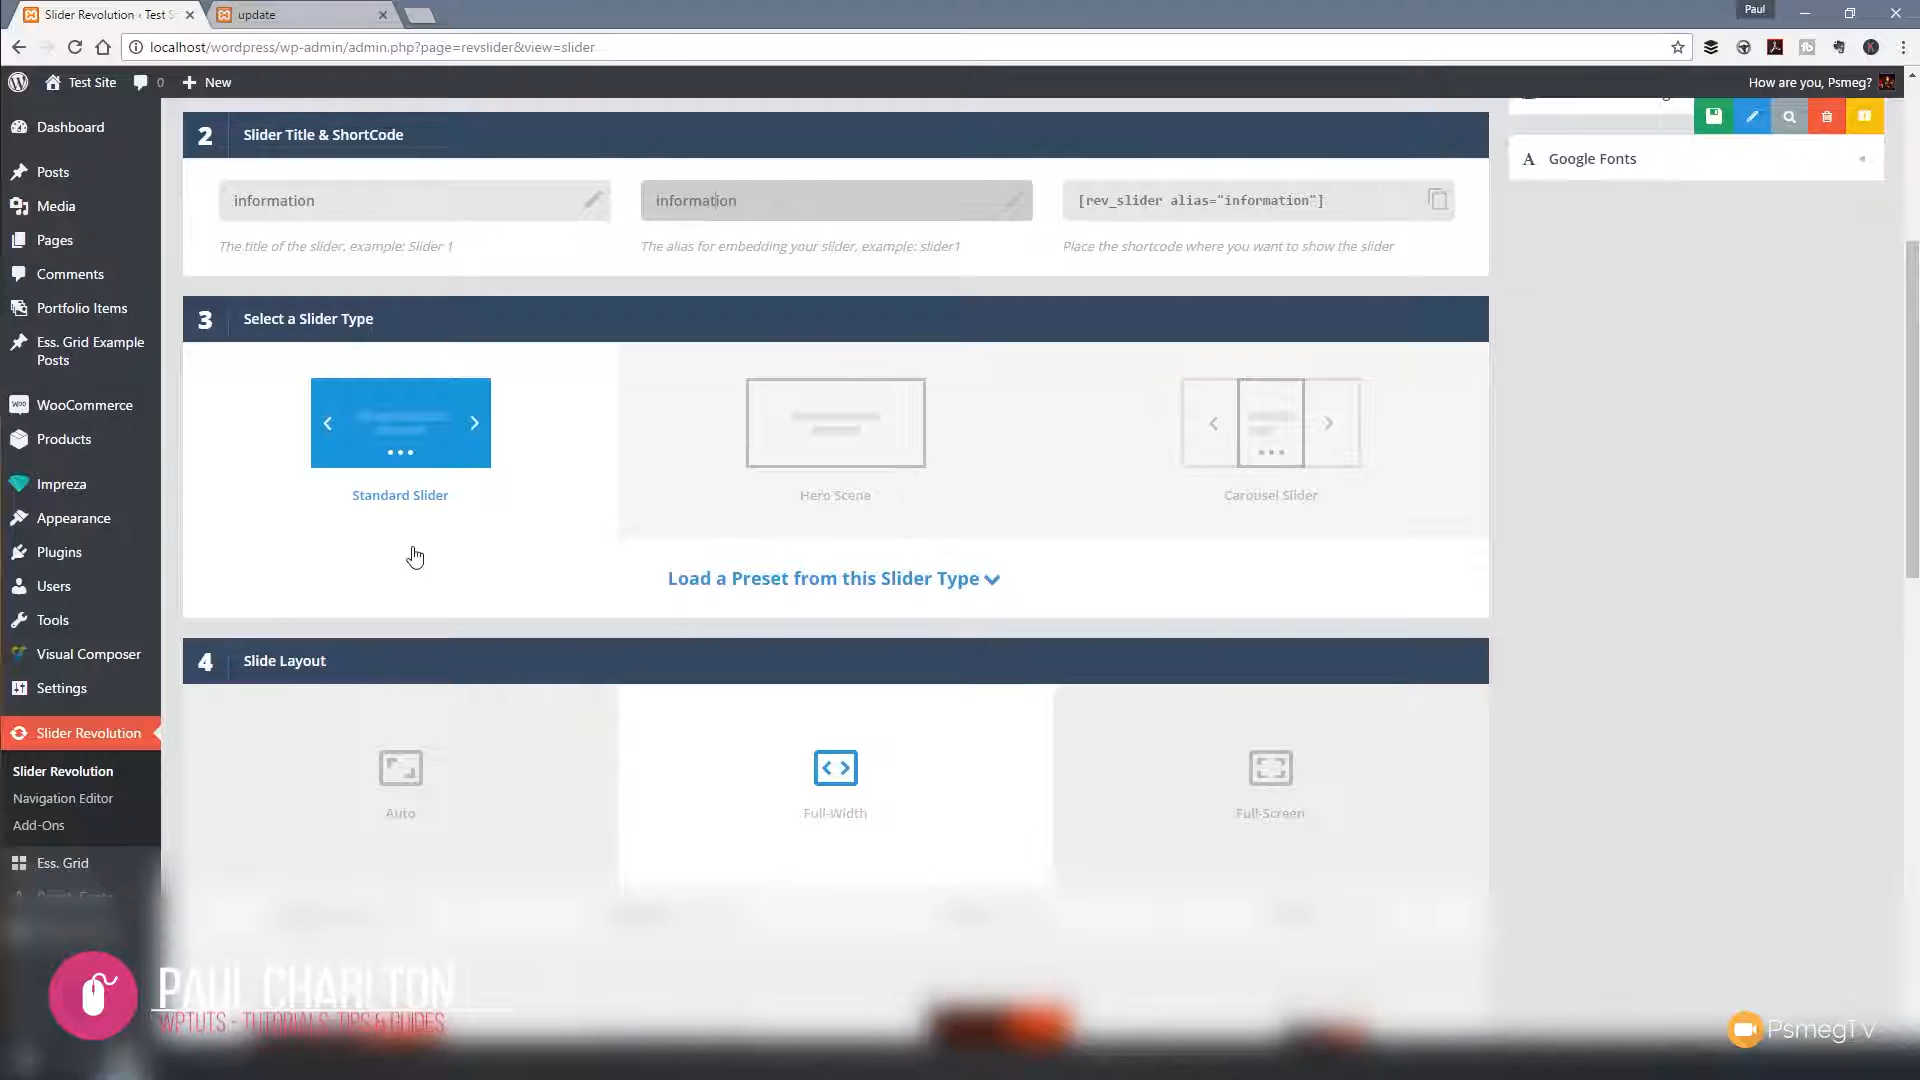 Slider Revolution ‹ Test S
update
Paul
localhost/wordpress/wp-admin/admin.php?page=revslider&view=slider
Test Site
0
New
How are you, Psmeg?
Dashboard
Posts
Media
Pages
Comments
Portfolio Items
Ess. Grid Example
Posts
WooCommerce
Products
Impreza
Appearance
Plugins
Users
Tools
Visual Composer
Settings
Slider Revolution
Slider Revolution
Navigation Editor
Add-Ons
Ess. Grid
2 Slider Title & ShortCode
information
information
[rev_slider alias="information"]
The title of the slider, example: Slider 1
The alias for embedding your slider, example: slider1
Place the shortcode where you want to show the slider
3 Select a Slider Type
Standard Slider
Hero Scene
Carousel Slider
Load a Preset from this Slider Type
4 Slide Layout
Auto
Full-Width
Full-Screen
A Google Fonts
PAUL CHARLTON
WPTUTS - TUTORIALS, TIPS & GUIDES
PsmegTv